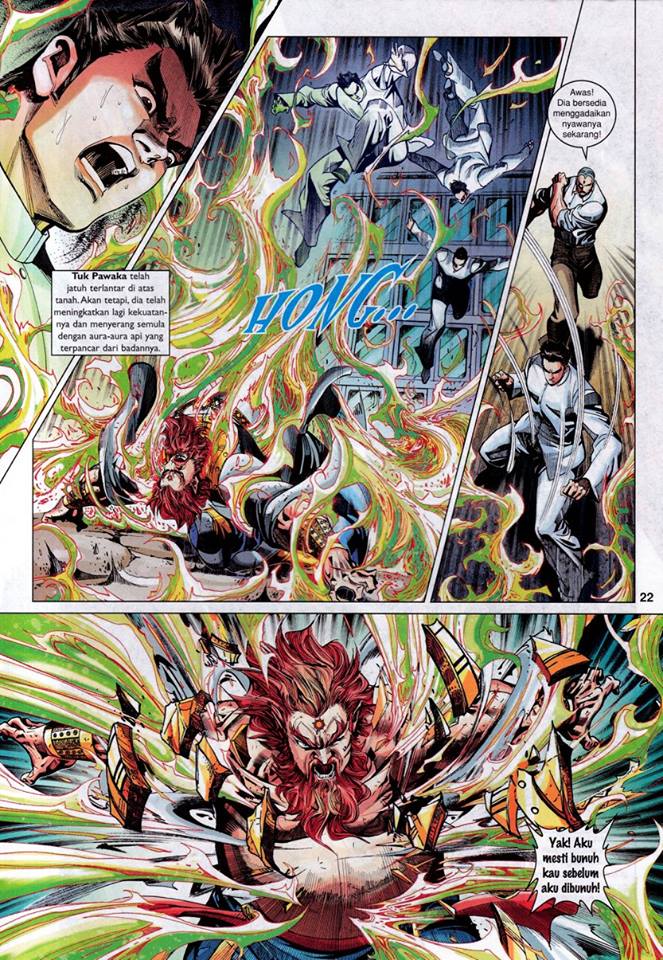 Tuk Pawaka telah
jatuh terlantar di atas
tanah. Akan tetapi, dia telah
meningkatkan lagi kekuatan-
nya dan menyerang semula
dengan aura-aura api yang
terpancar dari badannya.
HONG...
Awas!
Dia bersedia
menggadaikan
nyawanya
sekarang!
22
Yak! Aku
mesti bunuh
kau sebelum
aku dibunuh!